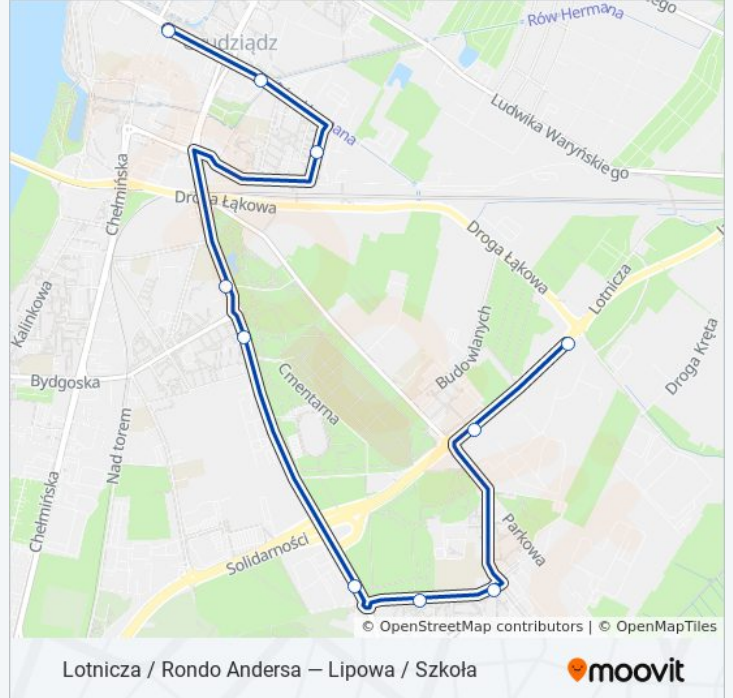 ego
Rów Hermana
Grudziądz
Ludwika Waryńskiego
Chełmińska
Droga Łąkowa
Droga Łąkowa
Lotnicza
Kalinkowa
Budowlanych
Droga Kręta
Bydgoska
Cmentarna
Nad torem
Chełmińska
Parkowa
Solidarności
© OpenStreetMap contributors | © OpenMapTiles
Lotnicza / Rondo Andersa — Lipowa / Szkoła
moovit